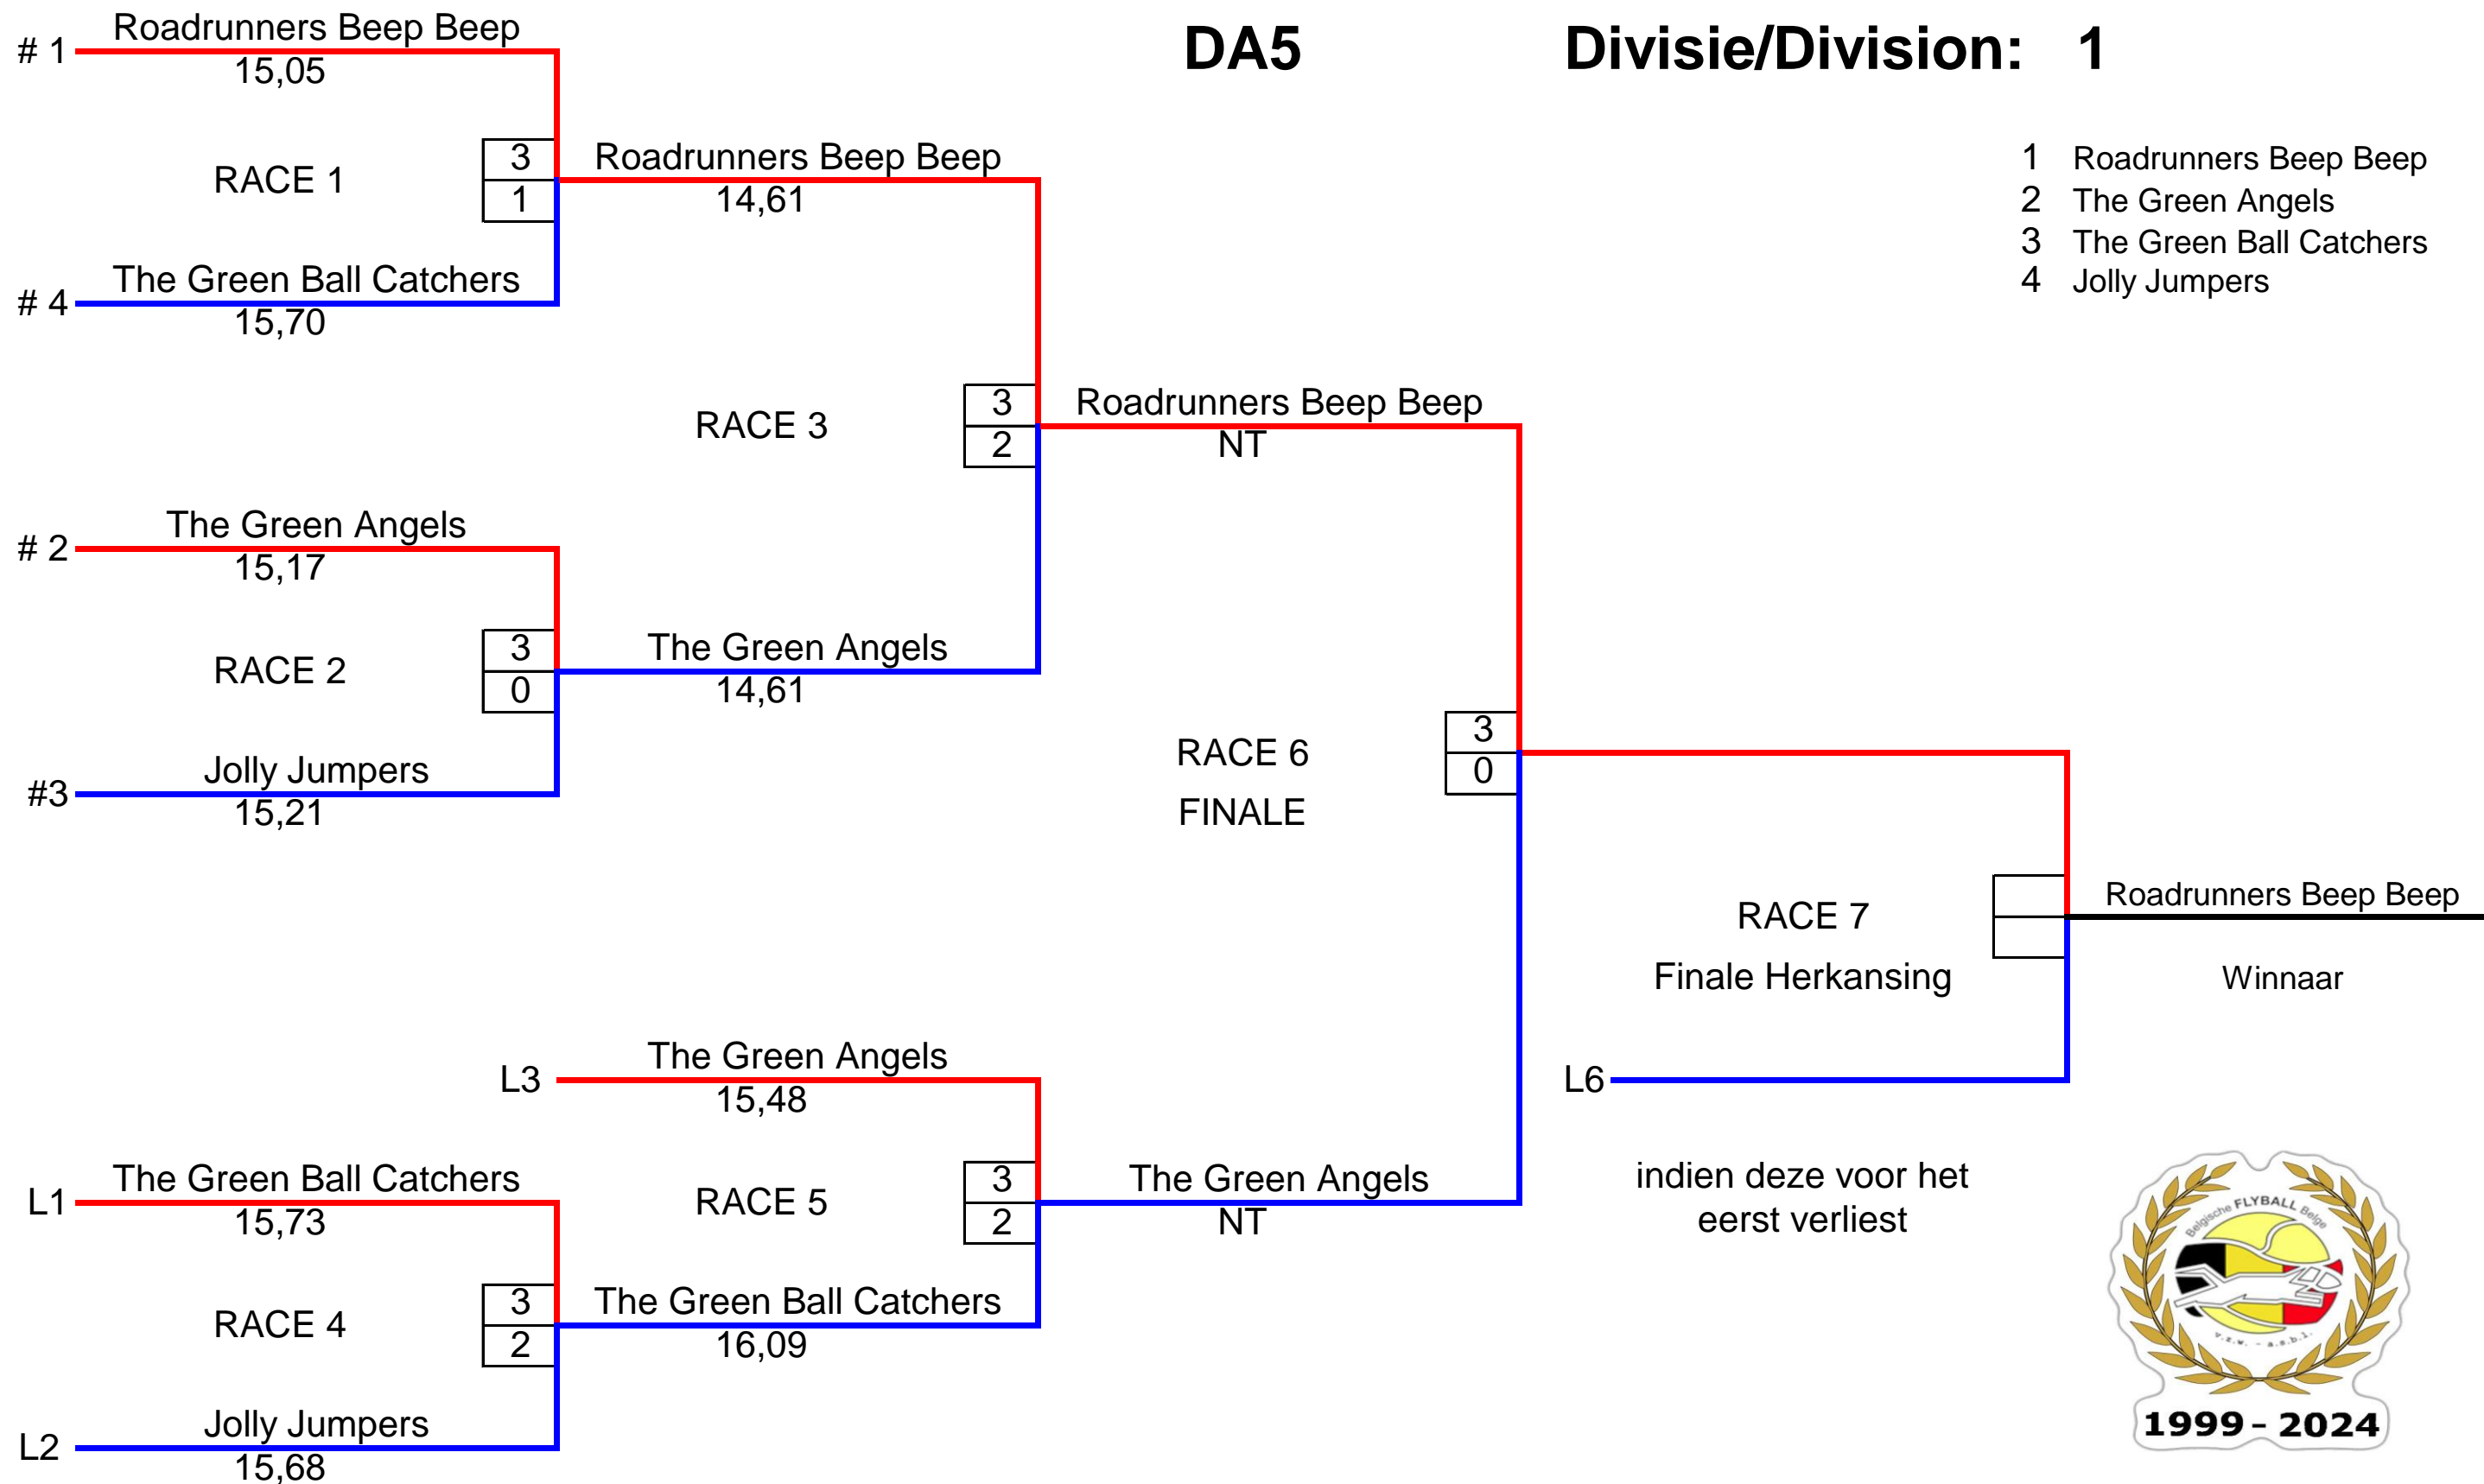 DA5
Divisie/Division: 1
# 1
Roadrunners Beep Beep
15,05
RACE 1
3
1
# 4
The Green Ball Catchers
15,70
Roadrunners Beep Beep
14,61
1 Roadrunners Beep Beep
2 The Green Angels
3 The Green Ball Catchers
4 Jolly Jumpers
RACE 3
3
2
Roadrunners Beep Beep
NT
# 2
The Green Angels
15,17
RACE 2
3
0
The Green Angels
14,61
#3
Jolly Jumpers
15,21
RACE 6
FINALE
3
0
RACE 7
Finale Herkansing
Roadrunners Beep Beep
Winnaar
L3
The Green Angels
15,48
L6
indien deze voor het
eerst verliest
L1
The Green Ball Catchers
15,73
RACE 5
3
2
The Green Angels
NT
RACE 4
3
2
The Green Ball Catchers
16,09
L2
Jolly Jumpers
15,68
Belgische FLYBALL Belge
v.z.w. - a.s.b.l.
1999 - 2024